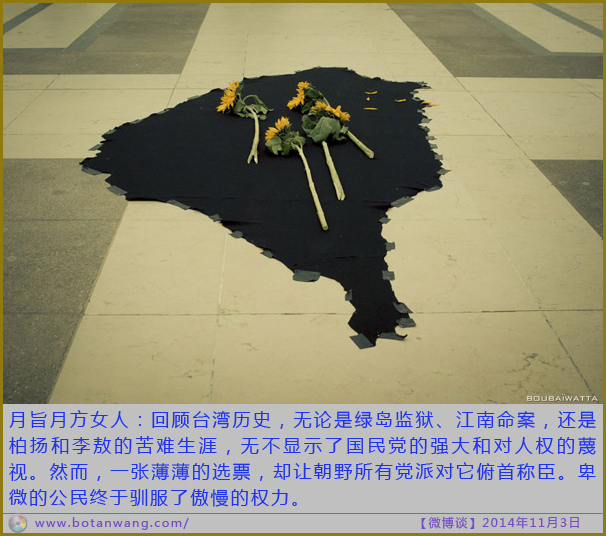 BOUBAIWATTA
月旨月方女人：回顾台湾历史，无论是绿岛监狱、江南命案，还是
柏扬和李敖的苦难生涯，无不显示了国民党的强大和对人权的蔑
视。然而，一张薄薄的选票，却让朝野所有党派对它俯首称臣。卑
微的公民终于驯服了傲慢的权力。
www.botanwang.com/
【微博谈】2014年11月3日